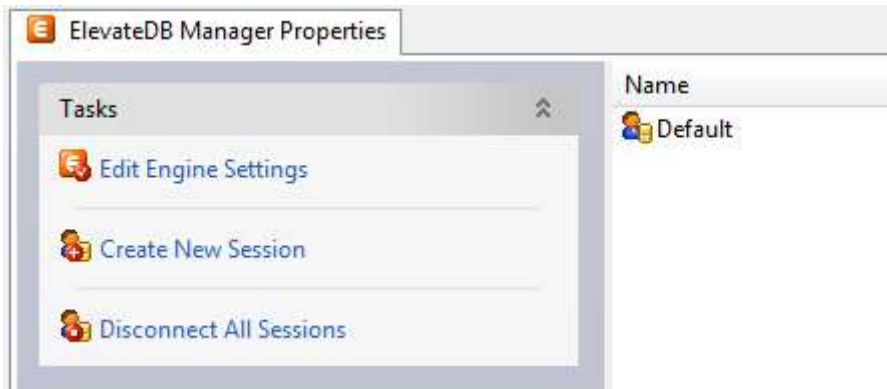 ElevateDB Manager Properties
Tasks
Edit Engine Settings
Create New Session
Disconnect All Sessions
Name
Default